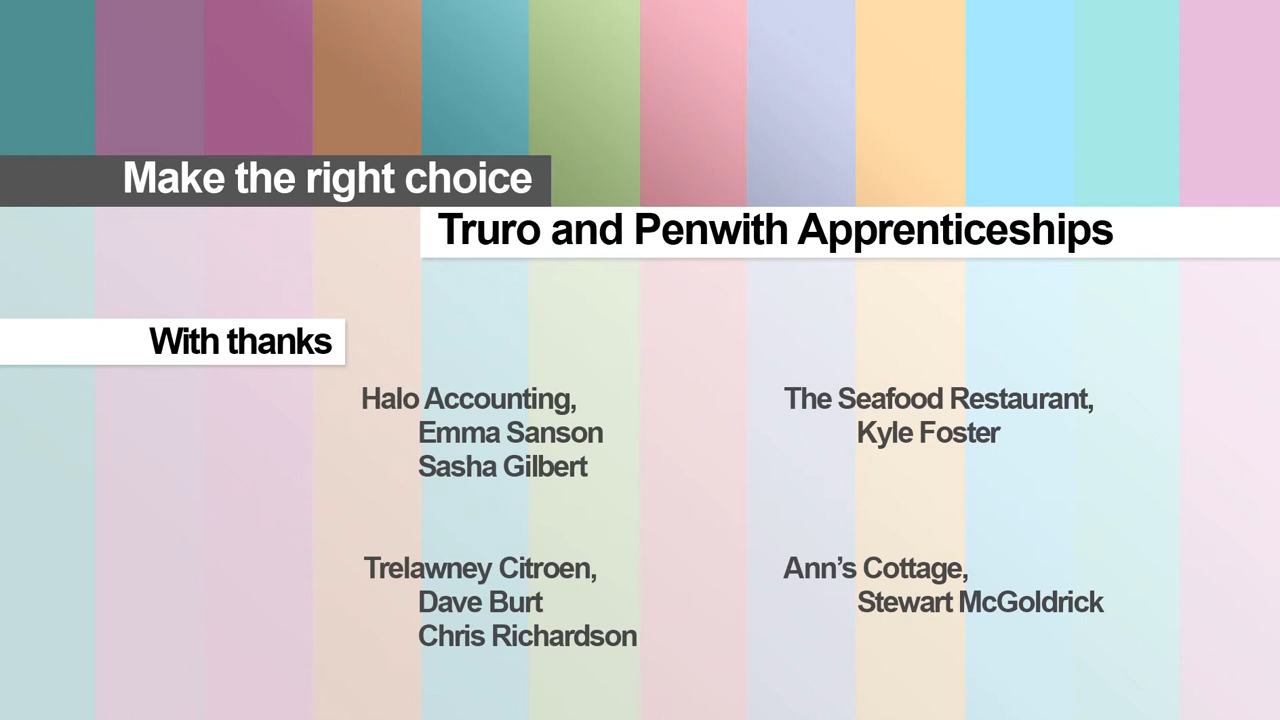 Make the right choice
Truro and Penwith Apprenticeships
With thanks
Halo Accounting,
Emma Sanson
Sasha Gilbert
The Seafood Restaurant,
Kyle Foster
Trelawney Citroen,
Dave Burt
Chris Richardson
Ann’s Cottage,
Stewart McGoldrick